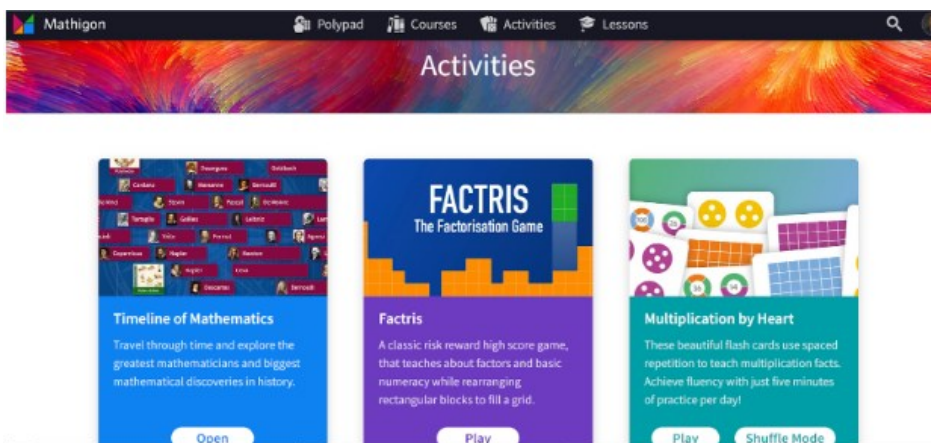 Mathigon
Polypad
Courses
Activities
Lessons
Activities
FACTRIS
The Factorisation Game
Timeline of Mathematics
Travel through time and explore the
greatest mathematicians and biggest
mathematical discoveries in history.
Open
Factris
A classic risk reward high score game,
that teaches about factors and basic
numeracy while rearranging
rectangular blocks to fill a grid.
Play
Multiplication by Heart
These beautiful flash cards use spaced
repetition to teach multiplication facts.
Achieve fluency with just five minutes
of practice per day!
Play
Shuffle Mode